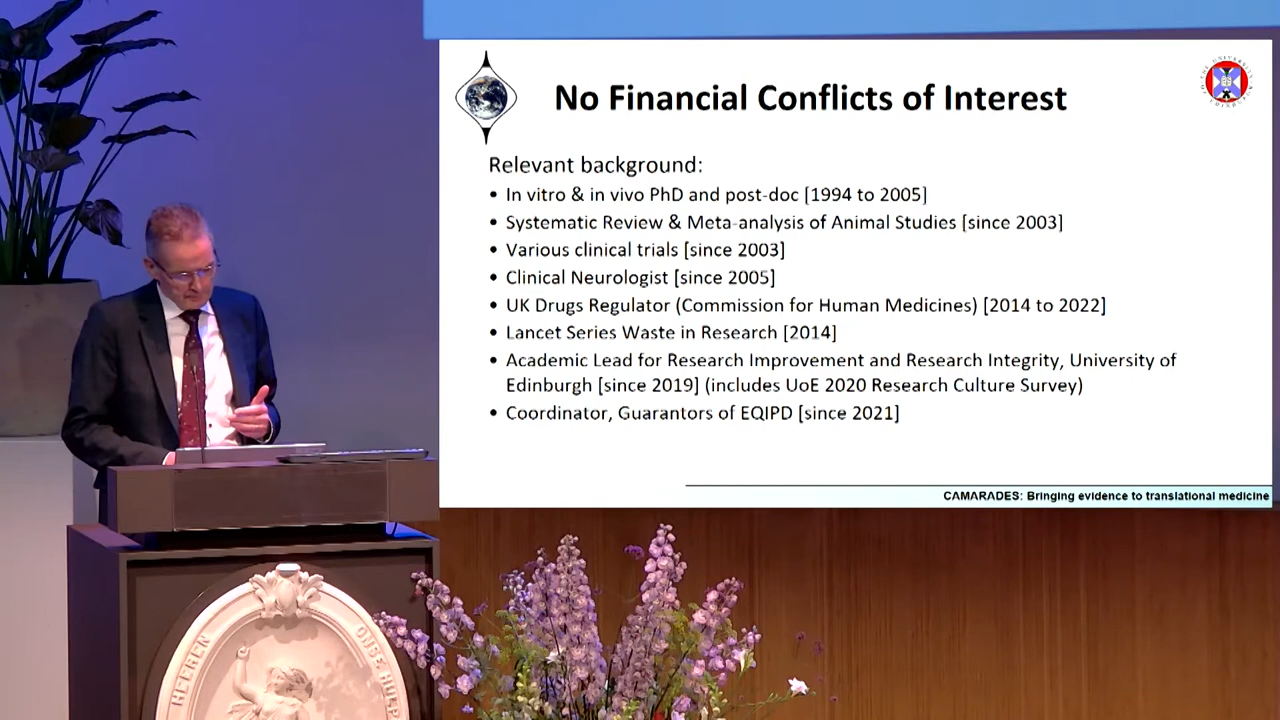 No Financial Conflicts of Interest
Relevant background:
• In vitro & in vivo PhD and post-doc [1994 to 2005]
• Systematic Review & Meta-analysis of Animal Studies [since 2003]
• Various clinical trials [since 2003]
• Clinical Neurologist [since 2005]
• UK Drugs Regulator (Commission for Human Medicines) [2014 to 2022]
• Lancet Series Waste in Research [2014]
• Academic Lead for Research Improvement and Research Integrity, University of
Edinburgh [since 2019] (includes UoE 2020 Research Culture Survey)
• Coordinator, Guarantors of EQIPD [since 2021]
CAMARADES: Bringing evidence to translational medicine
HEEREN
ONSE HULP